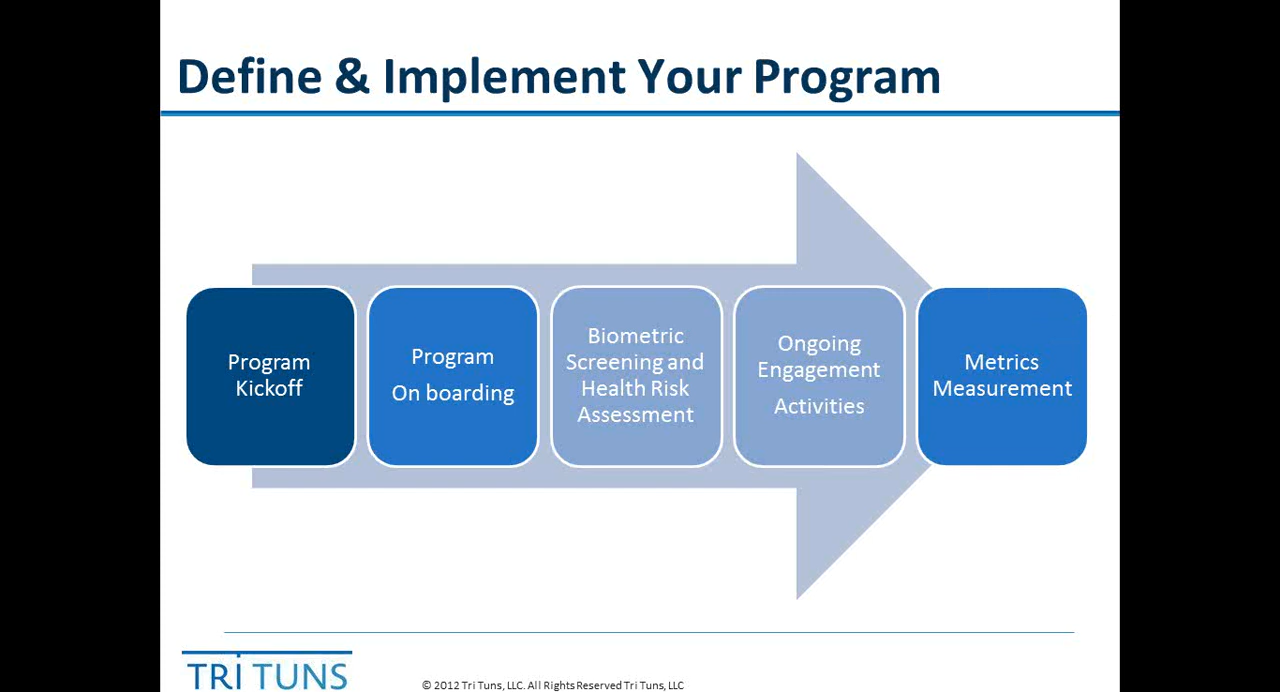 Define & Implement Your Program
Program
Kickoff
Program
On boarding
Biometric
Screening and
Health Risk
Assessment
Ongoing
Engagement
Activities
Metrics
Measurement
TRi TUNS
© 2012 Tri Tuns, LLC. All Rights Reserved Tri Tuns, LLC